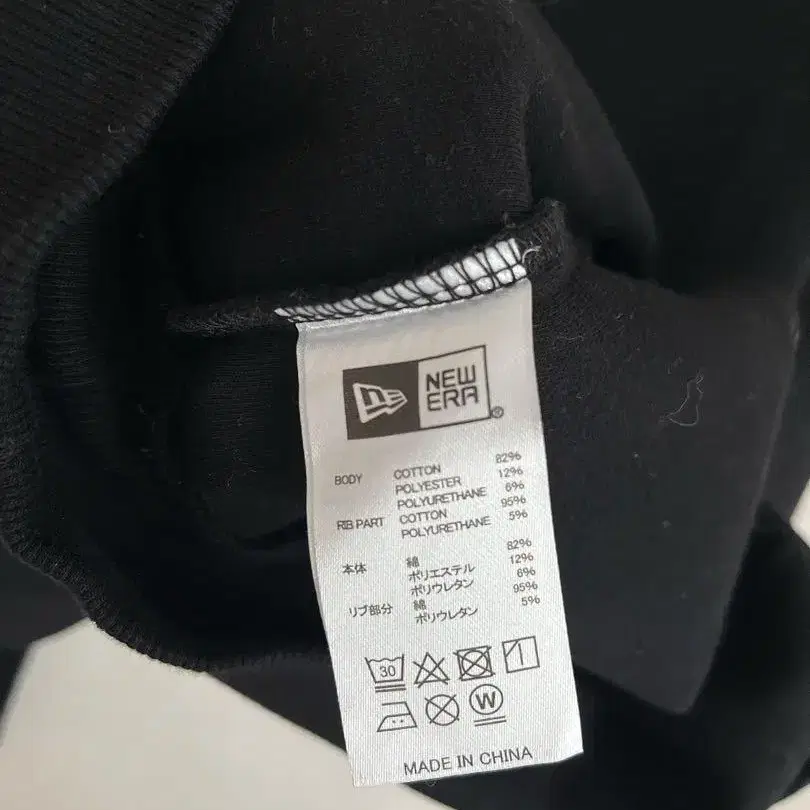 NEW
ERA
®
BODY COTTON 82%
POLYESTER 12%
POLYURETHANE 6%
RIB PART COTTON 95%
POLYURETHANE 5%
本体 綿 82%
ポリエステル 12%
ポリウレタン 6%
リブ部分 綿 95%
ポリウレタン 5%
30
W
MADE IN CHINA